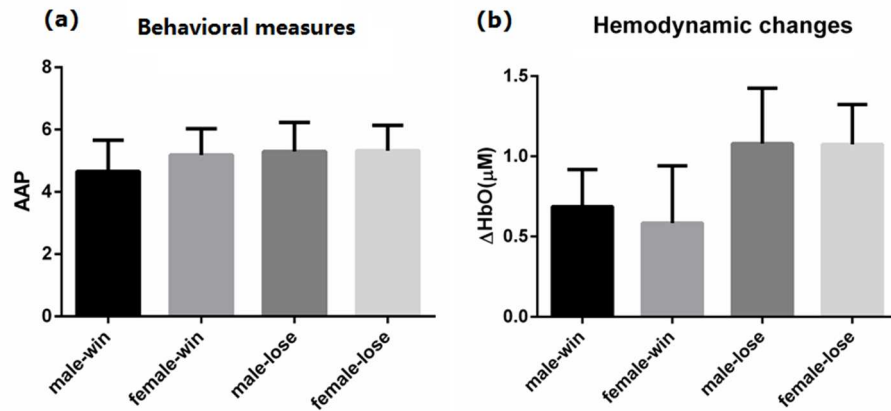 (a)
Behavioral measures
8
6
4
2
0
AAP
male-win
female-win
male-lose
female-lose
(b)
Hemodynamic changes
1.5
1.0
0.5
0.0
ΔHbO(μM)
male-win
female-win
male-lose
female-lose